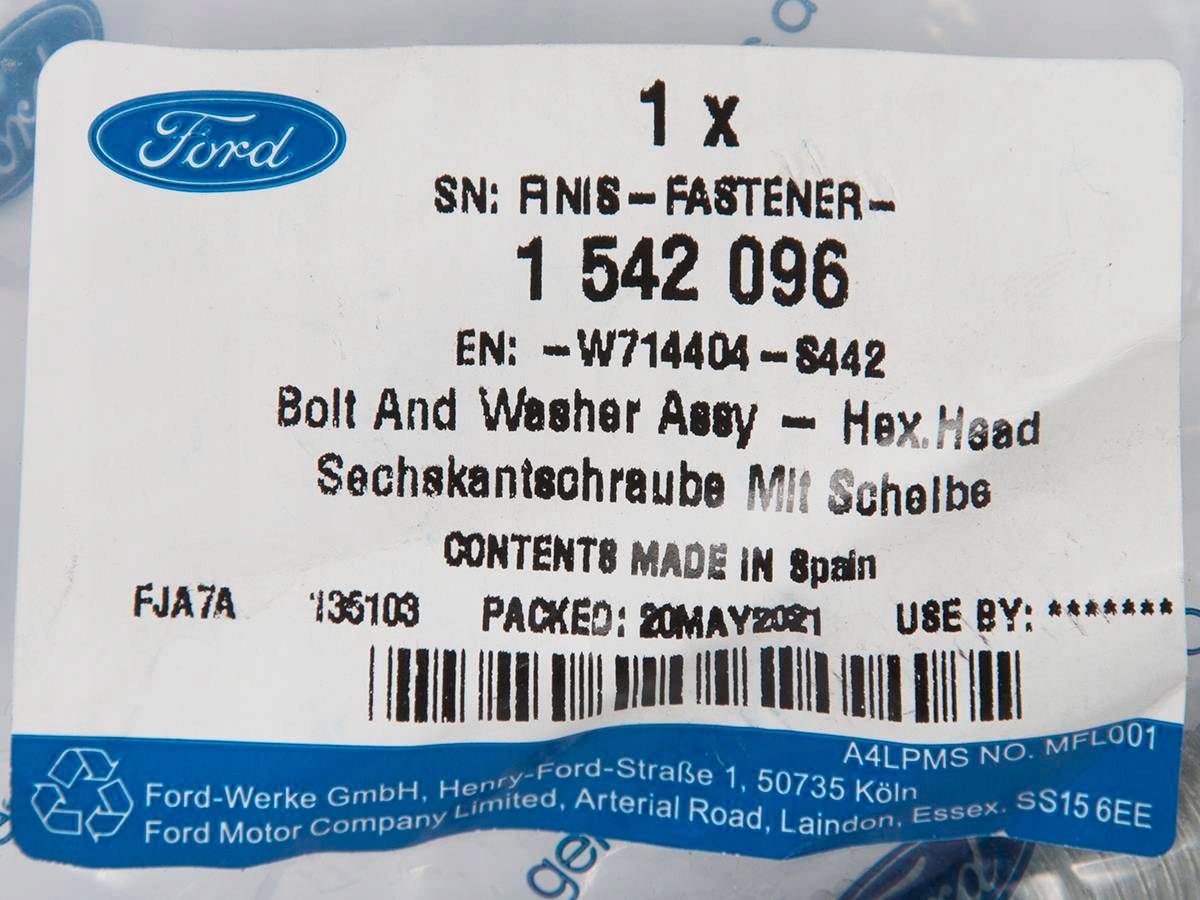 Ford
1 x
SN: FINIS-FASTENER-
1 542 096
EN: -W714404-S442
Bolt And Washer Assy - Hex.Head
Sechskantschraube Mit Scheibe
CONTENTS MADE IN Spain
FJA7A 135103 PACKED: 20MAY2021 USE BY: *******
A4LPMS NO. MFL001
Ford-Werke GmbH, Henry-Ford-Straße 1, 50735 Köln
Ford Motor Company Limited, Arterial Road, Laindon, Essex. SS15 6EE
Ford